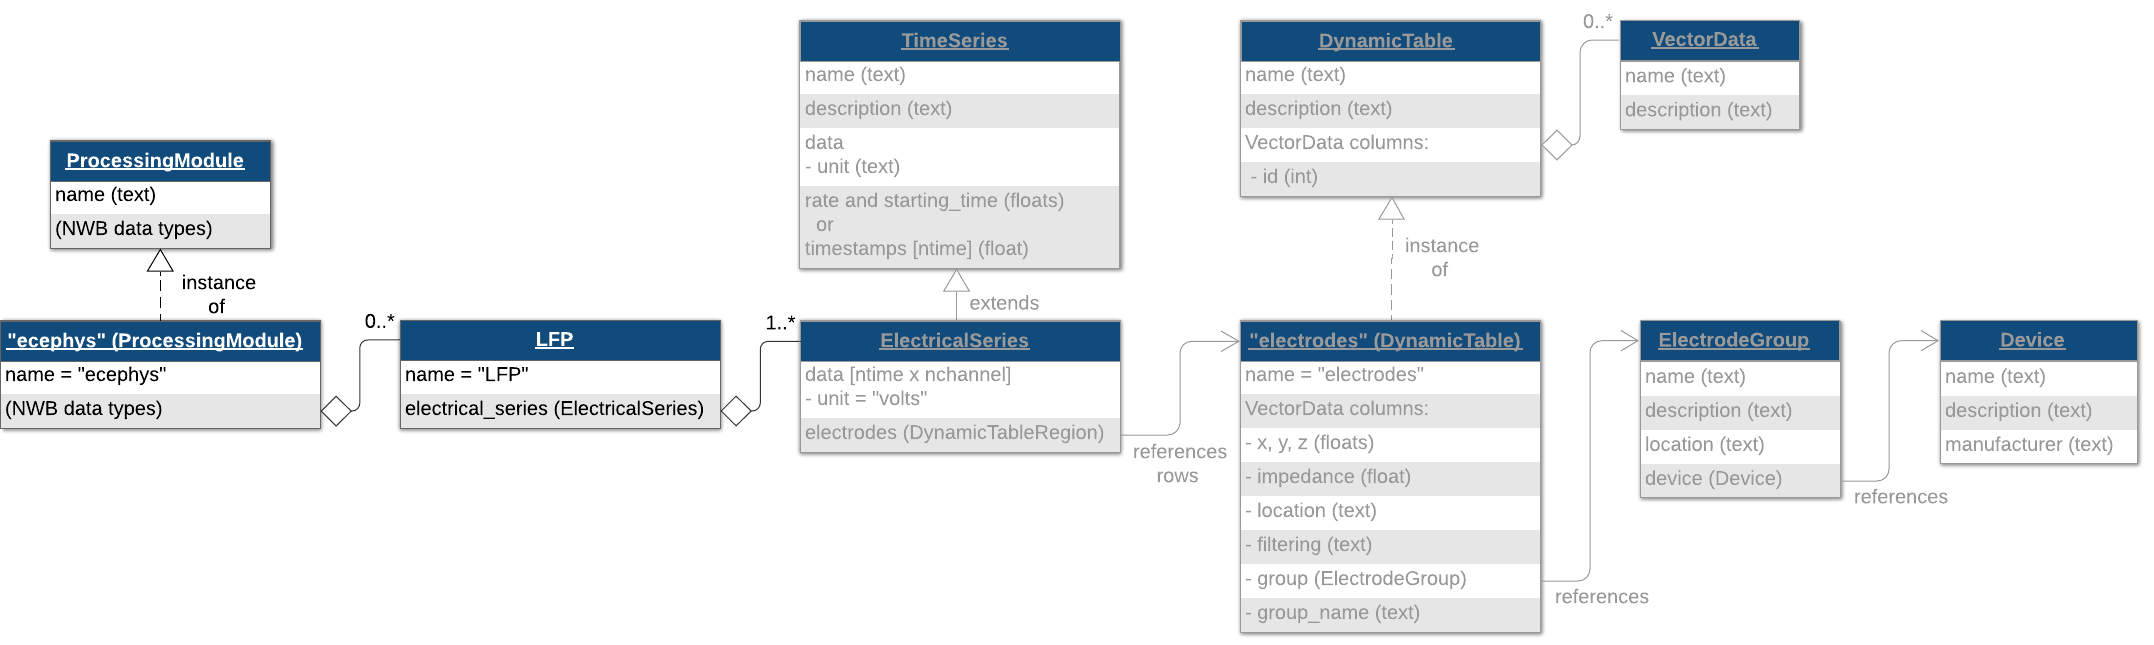 ProcessingModule
name (text)
(NWB data types)
instance
of
"ecephys" (ProcessingModule)
name = "ecephys"
(NWB data types)
0..*
LFP
name = "LFP"
electrical_series (ElectricalSeries)
1..*
TimeSeries
name (text)
description (text)
data
- unit (text)
rate and starting_time (floats)
or
timestamps [ntime] (float)
extends
ElectricalSeries
data [ntime x nchannel]
- unit = "volts"
electrodes (DynamicTableRegion)
references
rows
DynamicTable
name (text)
description (text)
VectorData columns:
- id (int)
0..*
VectorData
name (text)
description (text)
instance
of
"electrodes" (DynamicTable)
name = "electrodes"
VectorData columns:
- x, y, z (floats)
- impedance (float)
- location (text)
- filtering (text)
- group (ElectrodeGroup)
- group_name (text)
references
ElectrodeGroup
name (text)
description (text)
location (text)
device (Device)
references
Device
name (text)
description (text)
manufacturer (text)